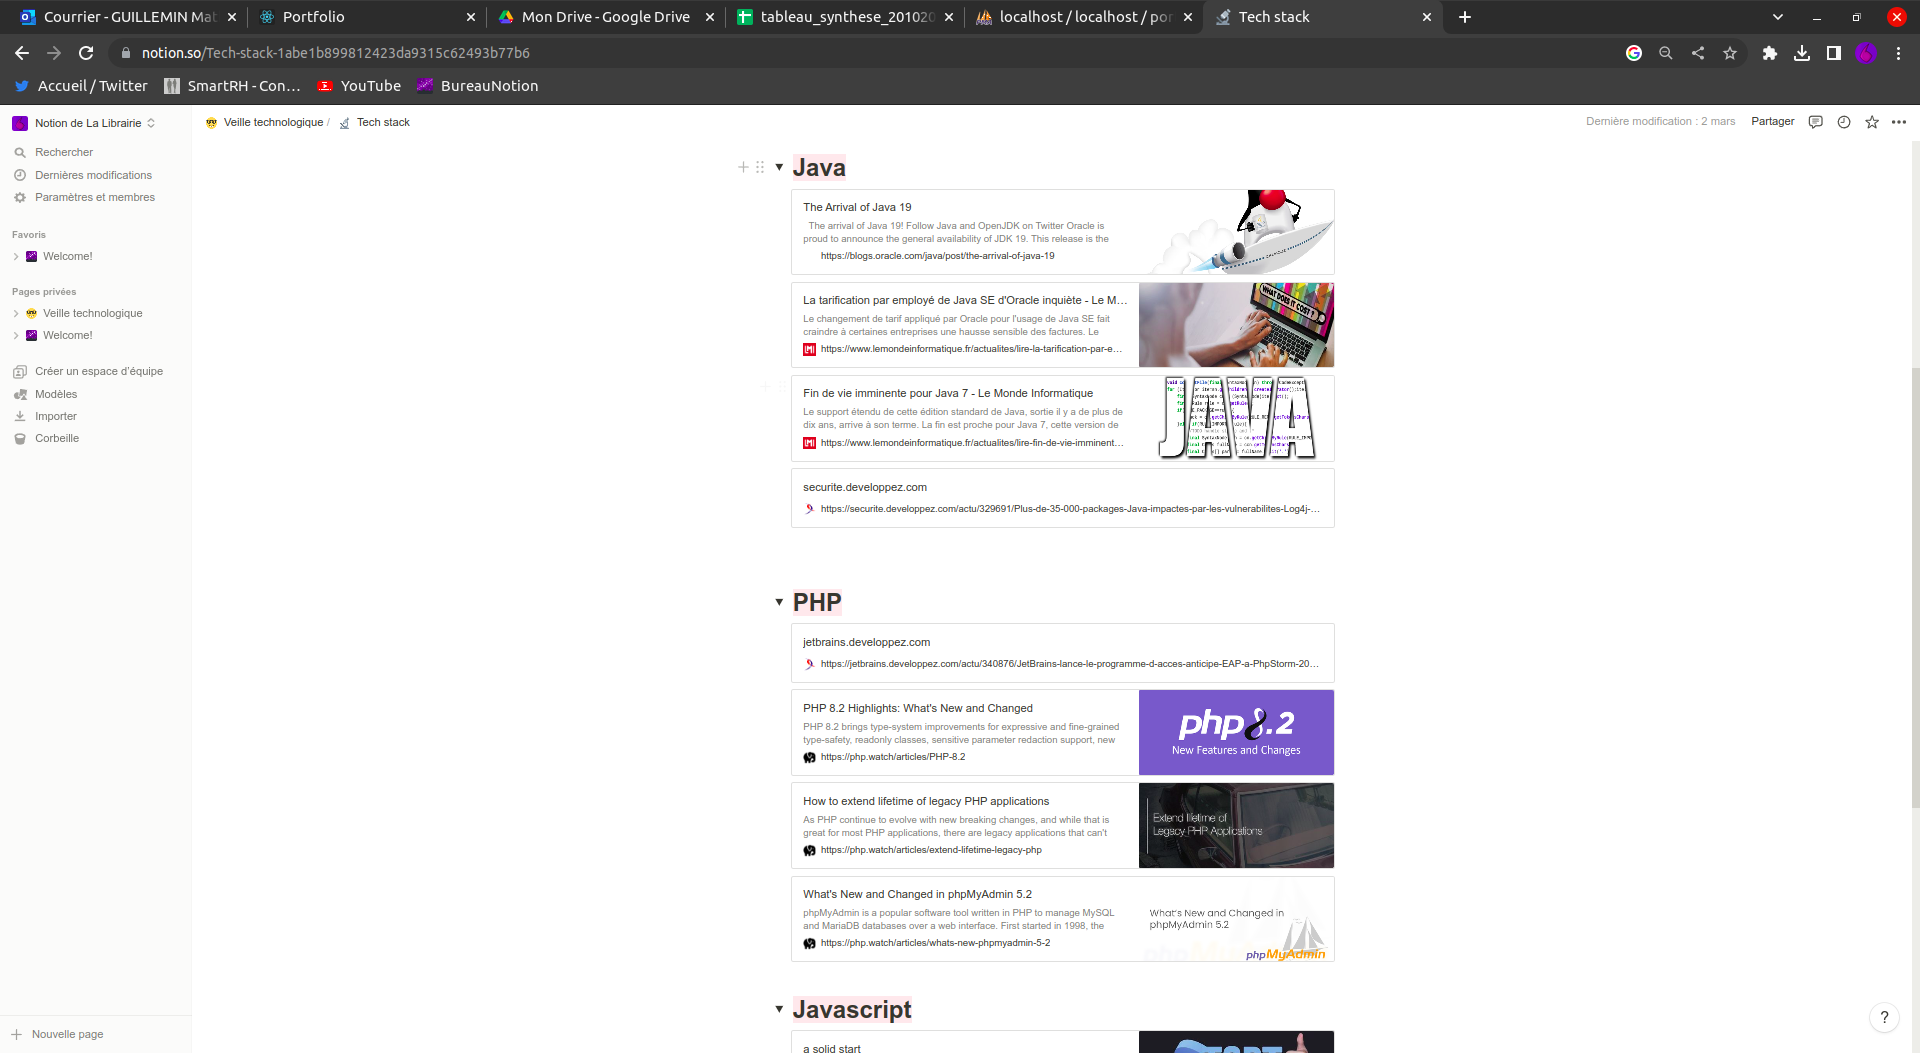 Courrier - GUILLEMIN Mat
Portfolio
Mon Drive - Google Drive
tableau_synthese_201020
localhost / localhost / por
Tech stack
notion.so/Tech-stack-1abe1b899812423da9315c62493b77b6
Accueil / Twitter
SmartRH - Con...
YouTube
BureauNotion
Notion de La Librairie
Rechercher
Dernières modifications
Paramètres et membres
Favoris
Welcome!
Pages privées
Veille technologique
Welcome!
Créer un espace d'équipe
Modèles
Importer
Corbeille
Nouvelle page
Veille technologique / Tech stack
Dernière modification : 2 mars
Partager
Java
The Arrival of Java 19
The arrival of Java 19! Follow Java and OpenJDK on Twitter Oracle is
proud to announce the general availability of JDK 19. This release is the
https://blogs.oracle.com/java/post/the-arrival-of-java-19
La tarification par employé de Java SE d'Oracle inquiète - Le M...
Le changement de tarif appliqué par Oracle pour l'usage de Java SE fait
craindre à certaines entreprises une hausse sensible des factures. Le
https://www.lemondeinformatique.fr/actualites/lire-la-tarification-par-e...
WHAT DOES IT COST ?
Fin de vie imminente pour Java 7 - Le Monde Informatique
Le support étendu de cette édition standard de Java, sortie il y a de plus de
dix ans, arrive à son terme. La fin est proche pour Java 7, cette version de
https://www.lemondeinformatique.fr/actualites/lire-fin-de-vie-imminent...
JAVA
securite.developpez.com
https://securite.developpez.com/actu/329691/Plus-de-35-000-packages-Java-impactes-par-les-vulnerabilites-Log4j-...
PHP
jetbrains.developpez.com
https://jetbrains.developpez.com/actu/340876/JetBrains-lance-le-programme-d-acces-anticipe-EAP-a-PhpStorm-20...
PHP 8.2 Highlights: What's New and Changed
PHP 8.2 brings type-system improvements for expressive and fine-grained
type-safety, readonly classes, sensitive parameter redaction support, new
https://php.watch/articles/PHP-8.2
php 8.2
New Features and Changes
How to extend lifetime of legacy PHP applications
As PHP continue to evolve with new breaking changes, and while that is
great for most PHP applications, there are legacy applications that can't
https://php.watch/articles/extend-lifetime-legacy-php
Extend lifetime of
Legacy PHP Applications
What's New and Changed in phpMyAdmin 5.2
phpMyAdmin is a popular software tool written in PHP to manage MySQL
and MariaDB databases over a web interface. First started in 1998, the
https://php.watch/articles/whats-new-phpmyadmin-5-2
What's New and Changed in
phpMyAdmin 5.2
phpMyAdmin
Javascript
a solid start
?